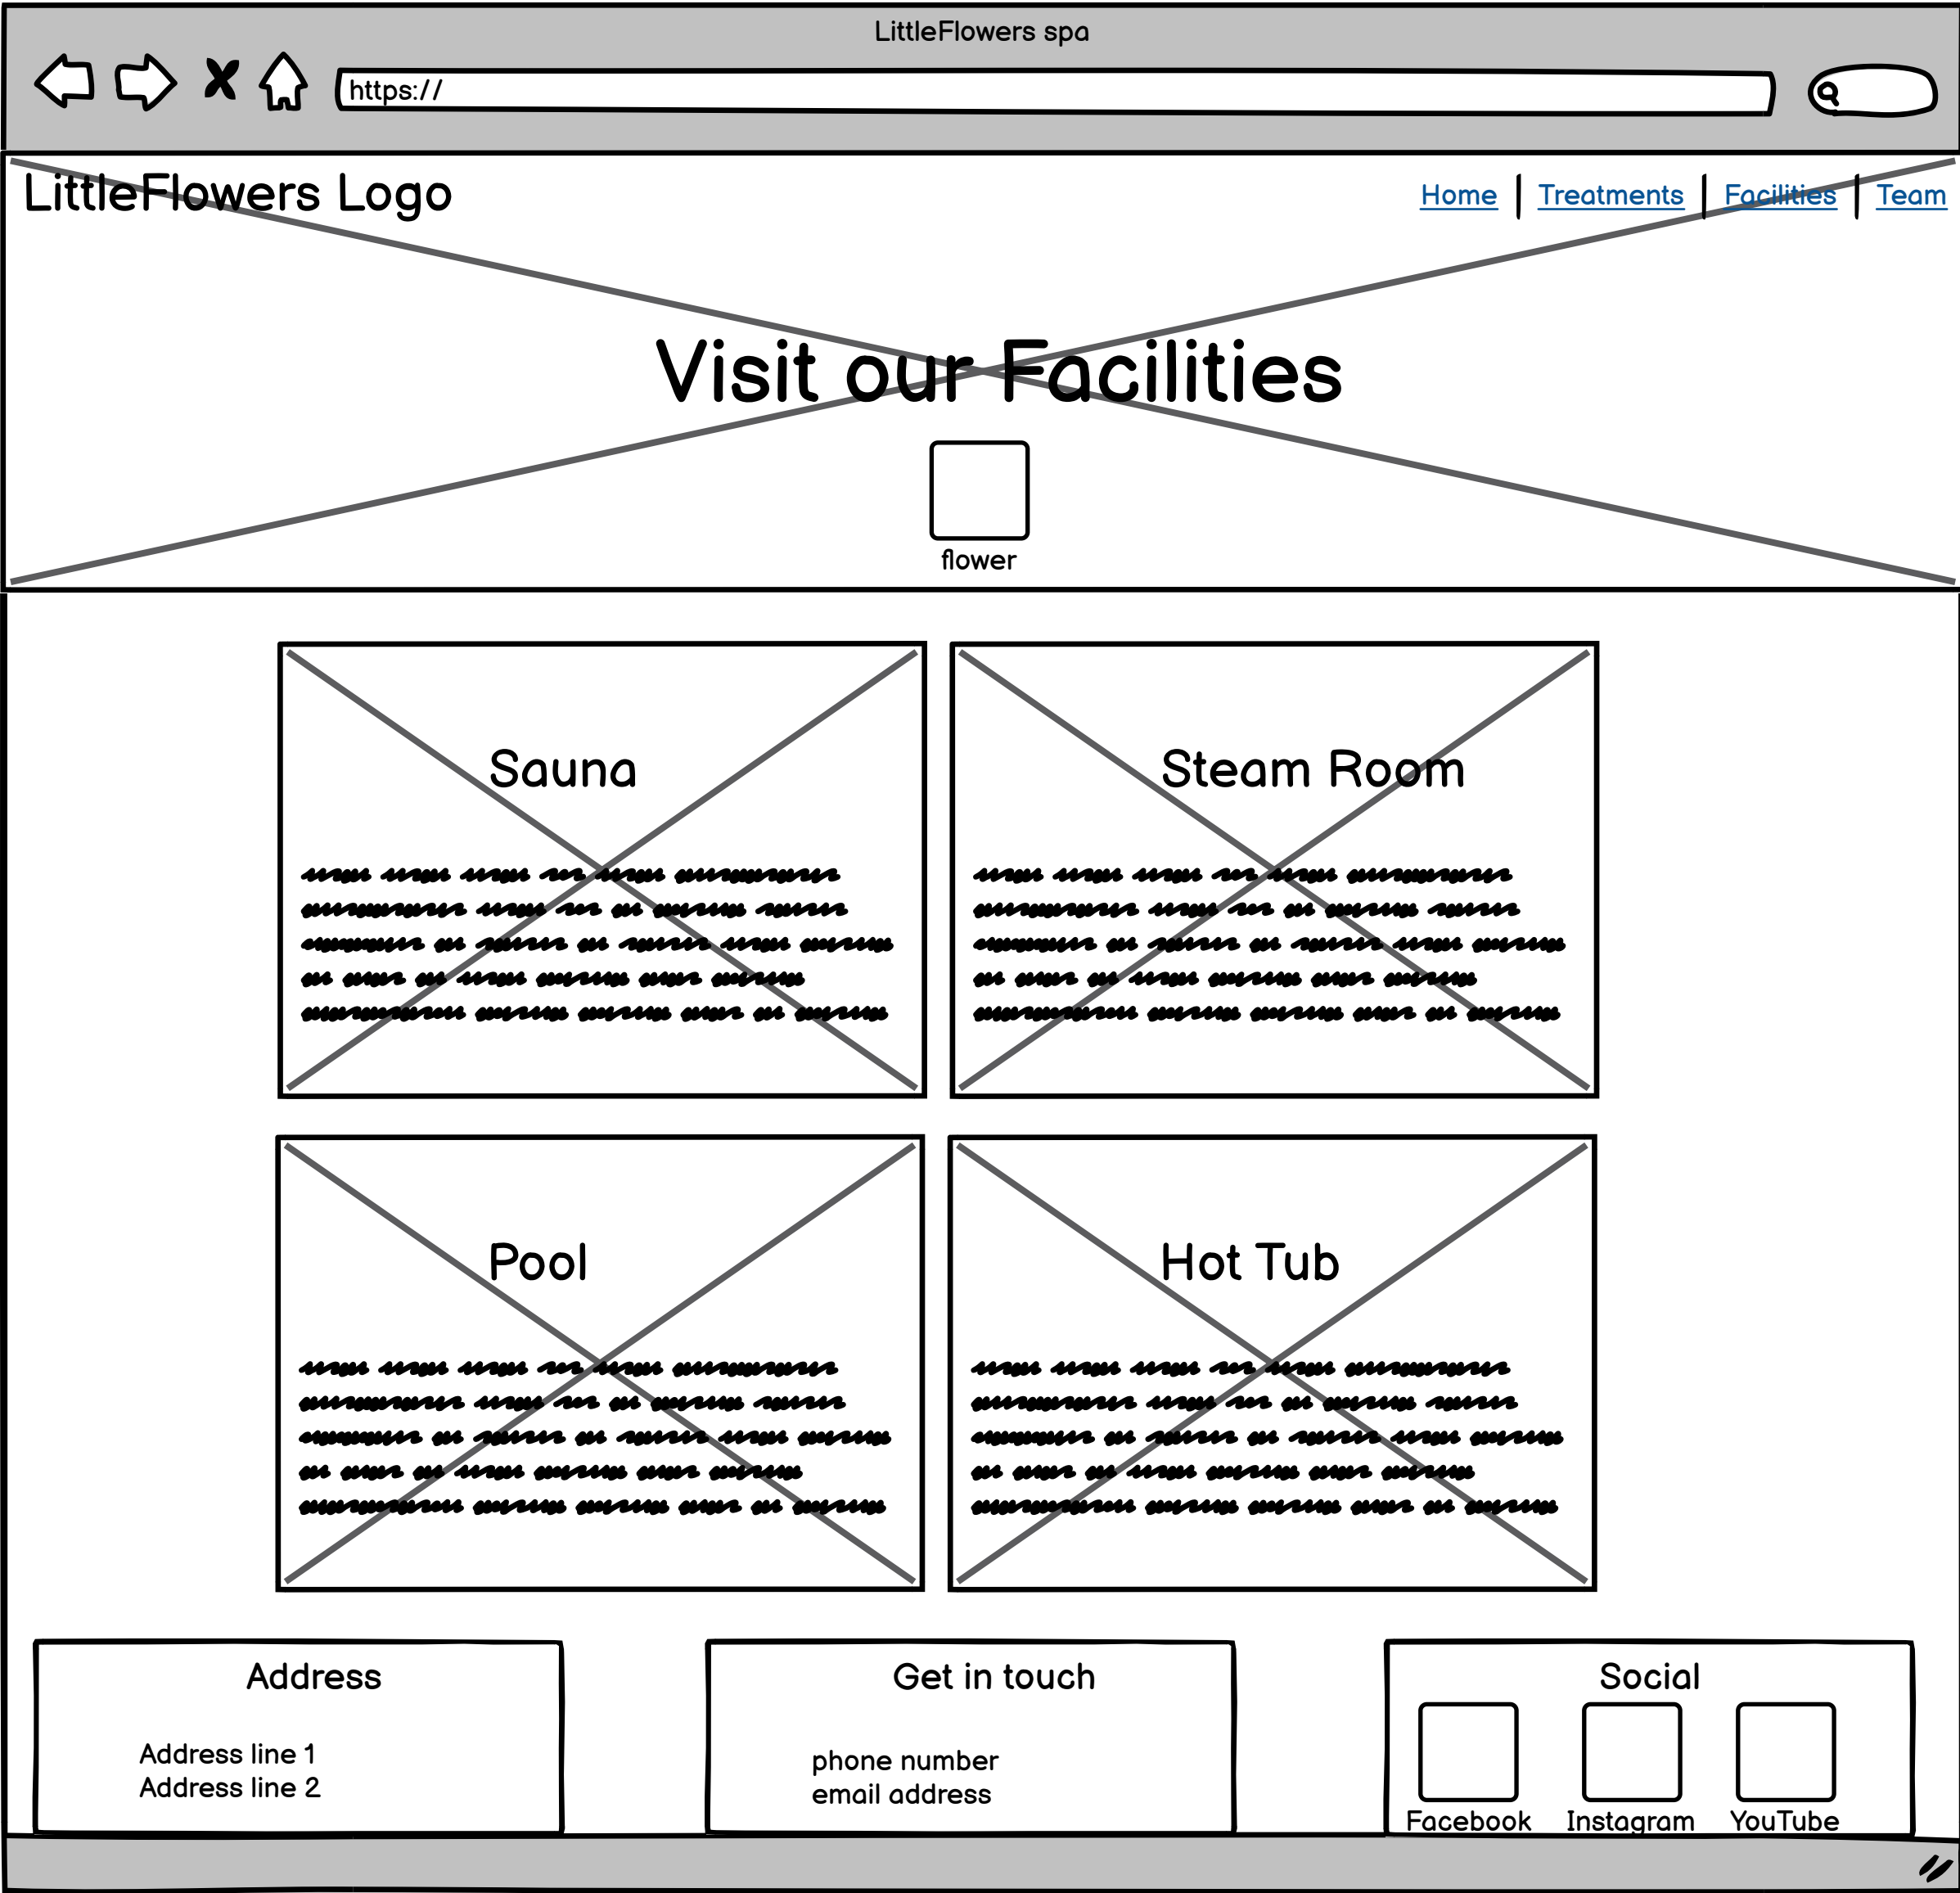 LittleFlowers spa
https://
LittleFlowers Logo
Home | Treatments | Facilities | Team
Visit our Facilities
flower
Sauna
Steam Room
Pool
Hot Tub
Address
Address line 1
Address line 2
Get in touch
phone number
email address
Social
Facebook Instagram YouTube